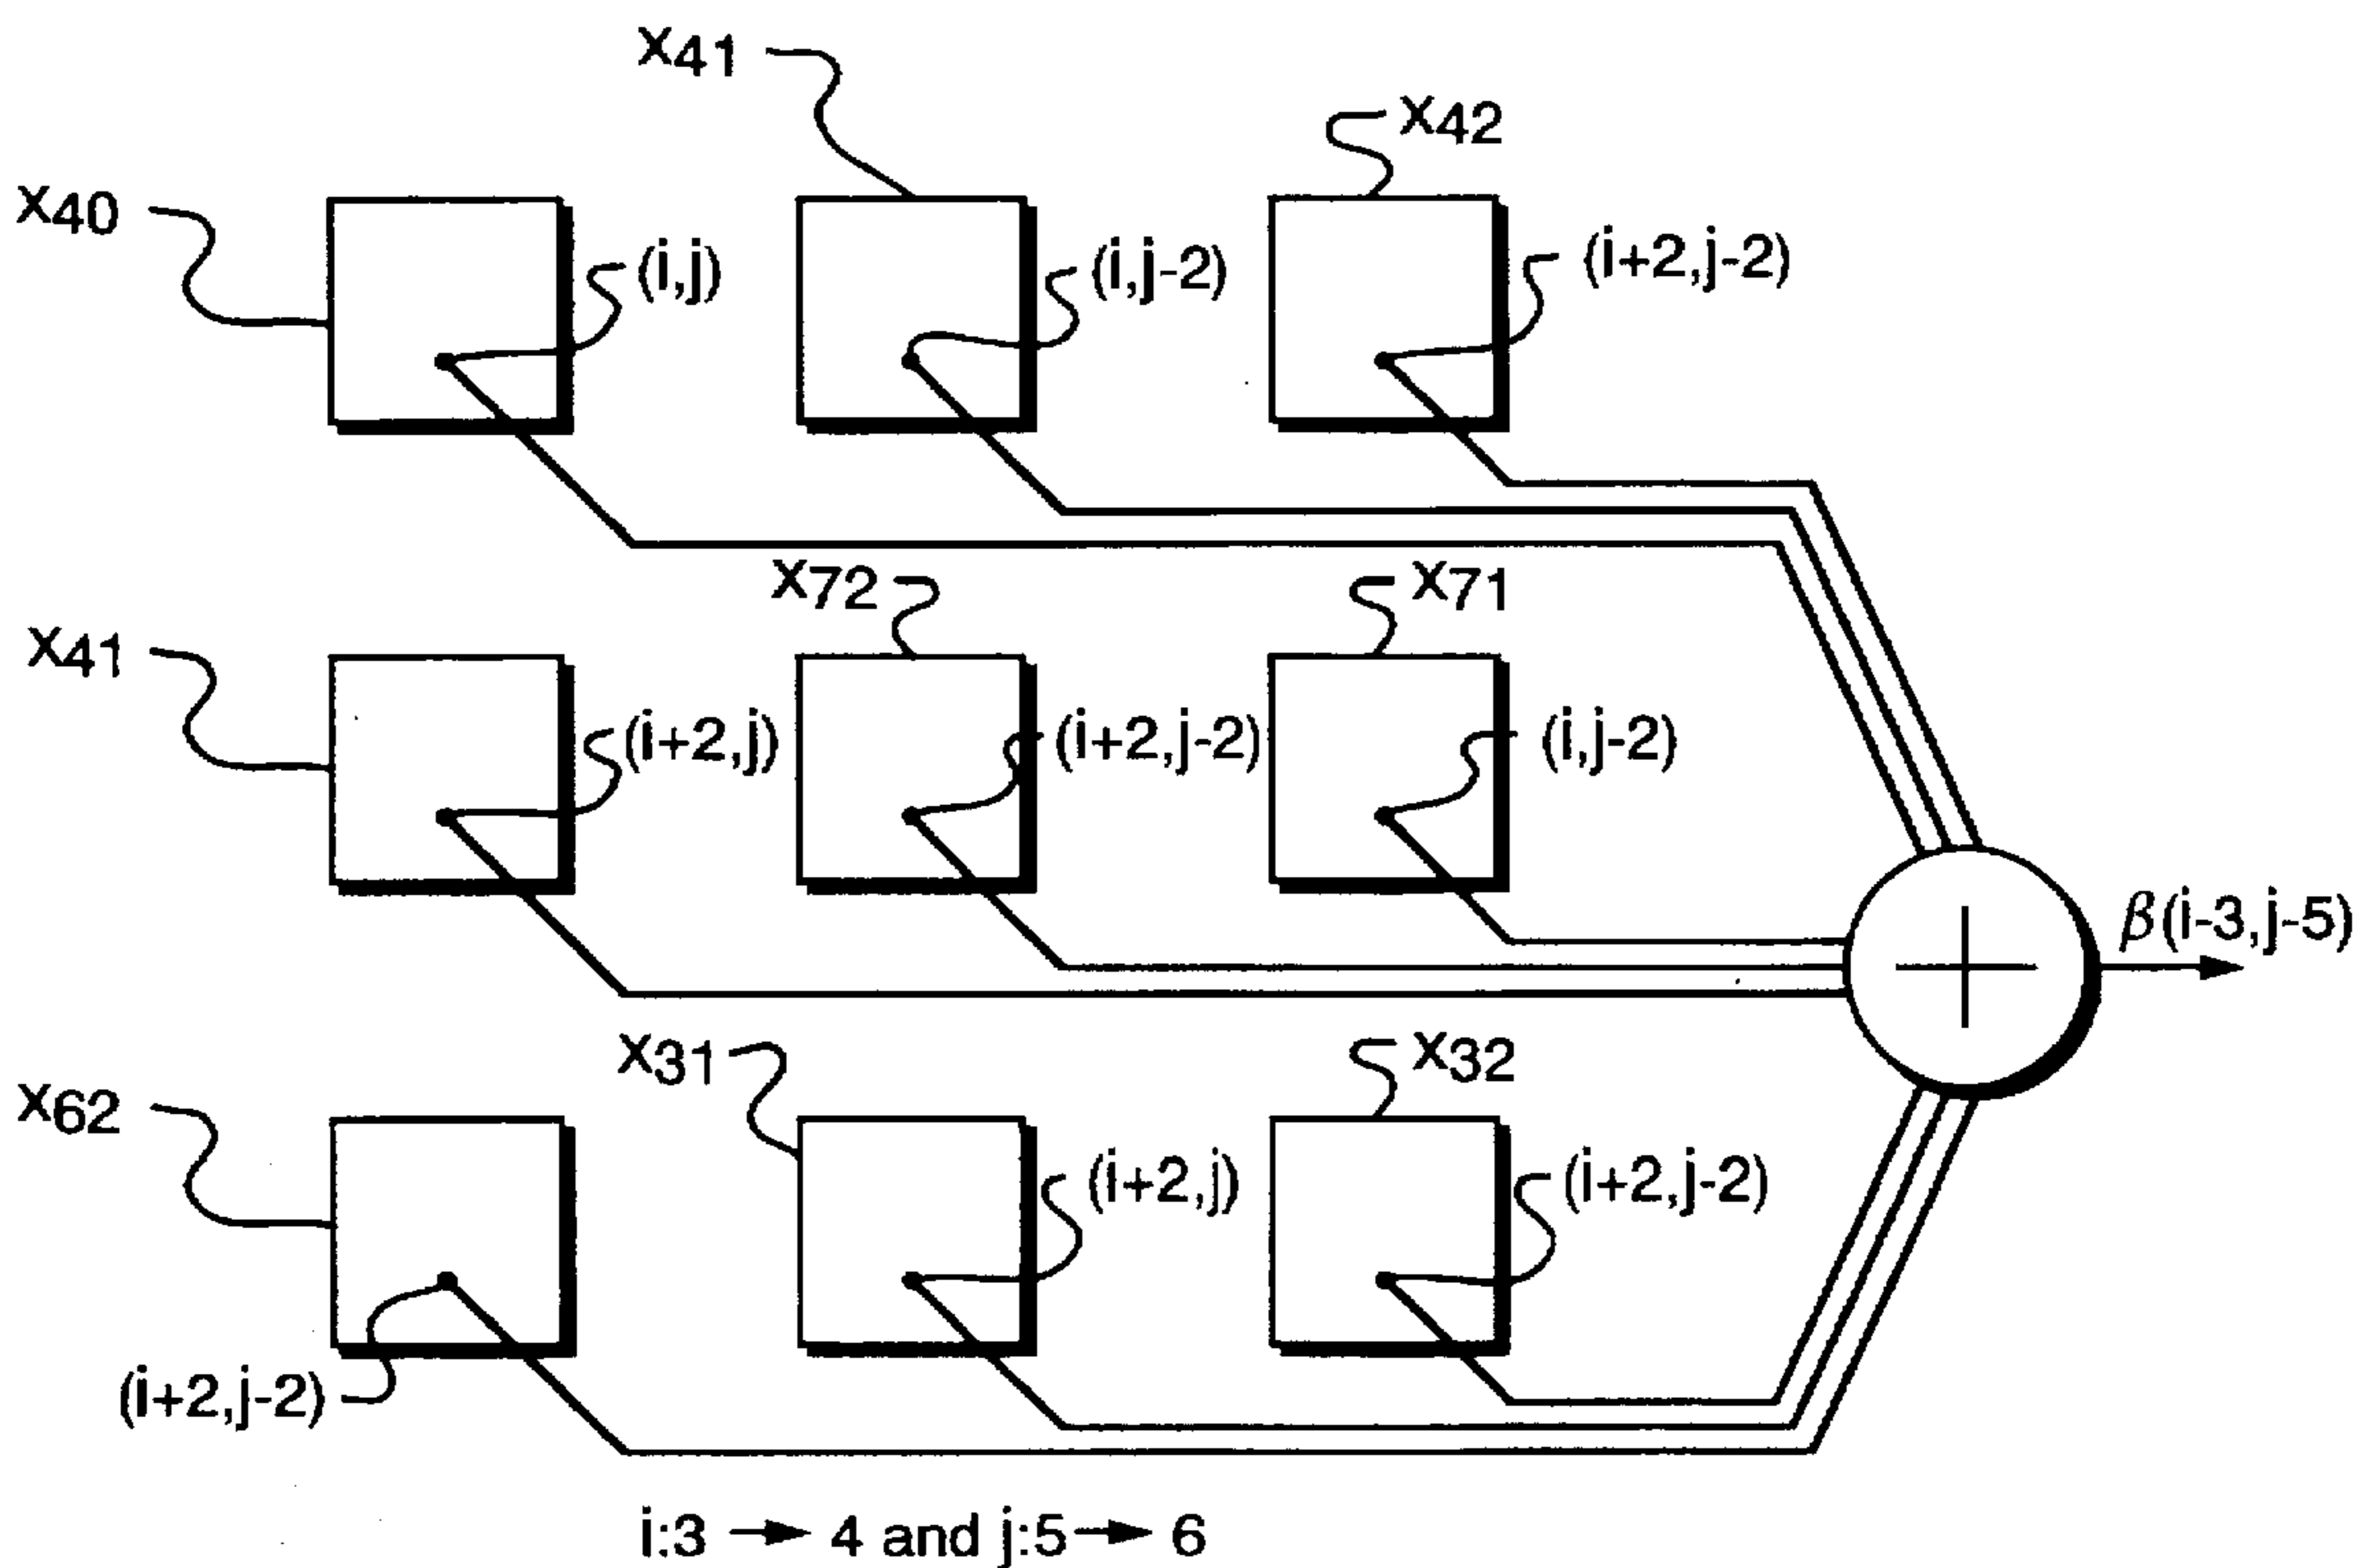 x41
x42
x40
(i,j)
(i,j-2)
(i+2,j-2)
x72
x71
x41
(i+2,j)
(i+2,j-2)
(i,j-2)
β(i-3,j-5)
x31
x32
x62
(i+2,j)
(i+2,j-2)
(i+2,j-2)
i:3 → 4 and j:5 → 6